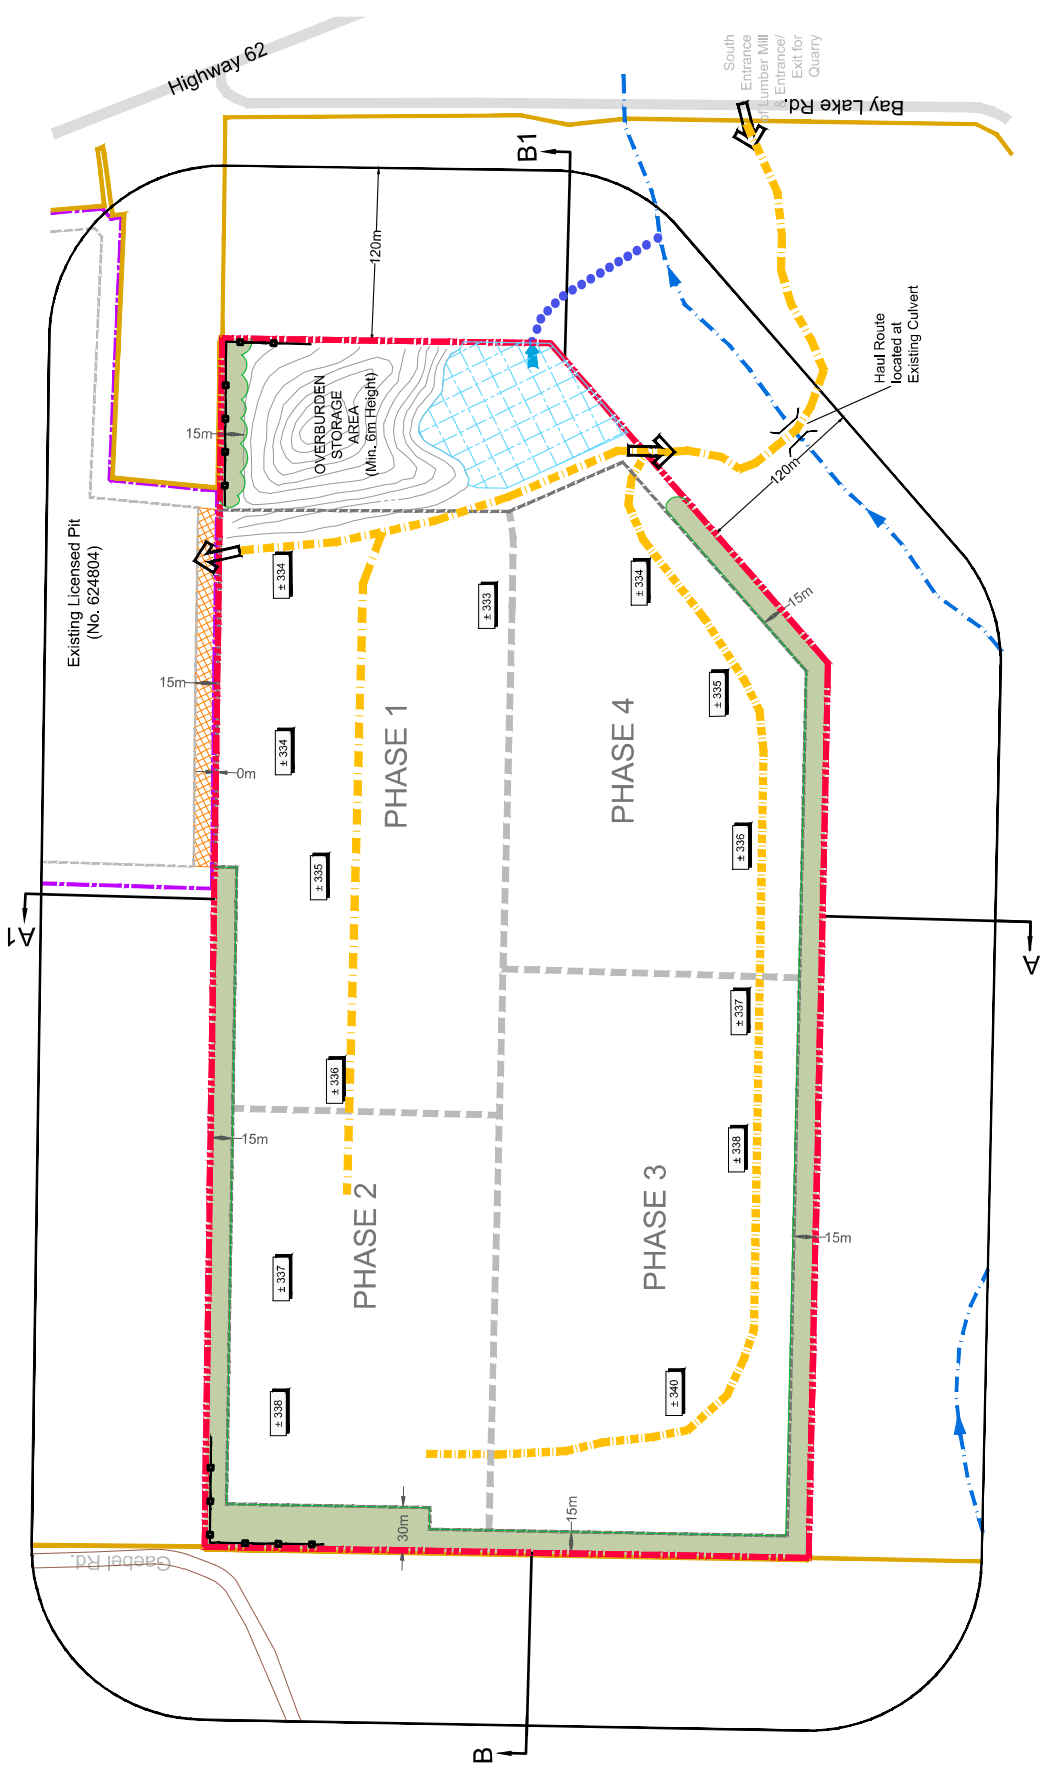 Highway 62
South
Entrance
of Lumber Mill
& Entrance/
Exit for
Quarry
Bay Lake Rd.
B1
120m
Haul Route
located at
Existing Culvert
OVERBURDEN
STORAGE
AREA
(Min. 6m Height)
15m
120m
Existing Licensed Pit
(No. 624804)
± 334
± 333
± 334
15m
15m
± 335
PHASE 1
PHASE 4
± 334
0m
± 336
± 335
A1
A
± 337
± 336
15m
± 338
PHASE 2
PHASE 3
15m
± 337
± 340
± 338
30m
15m
Gaebel Rd.
B